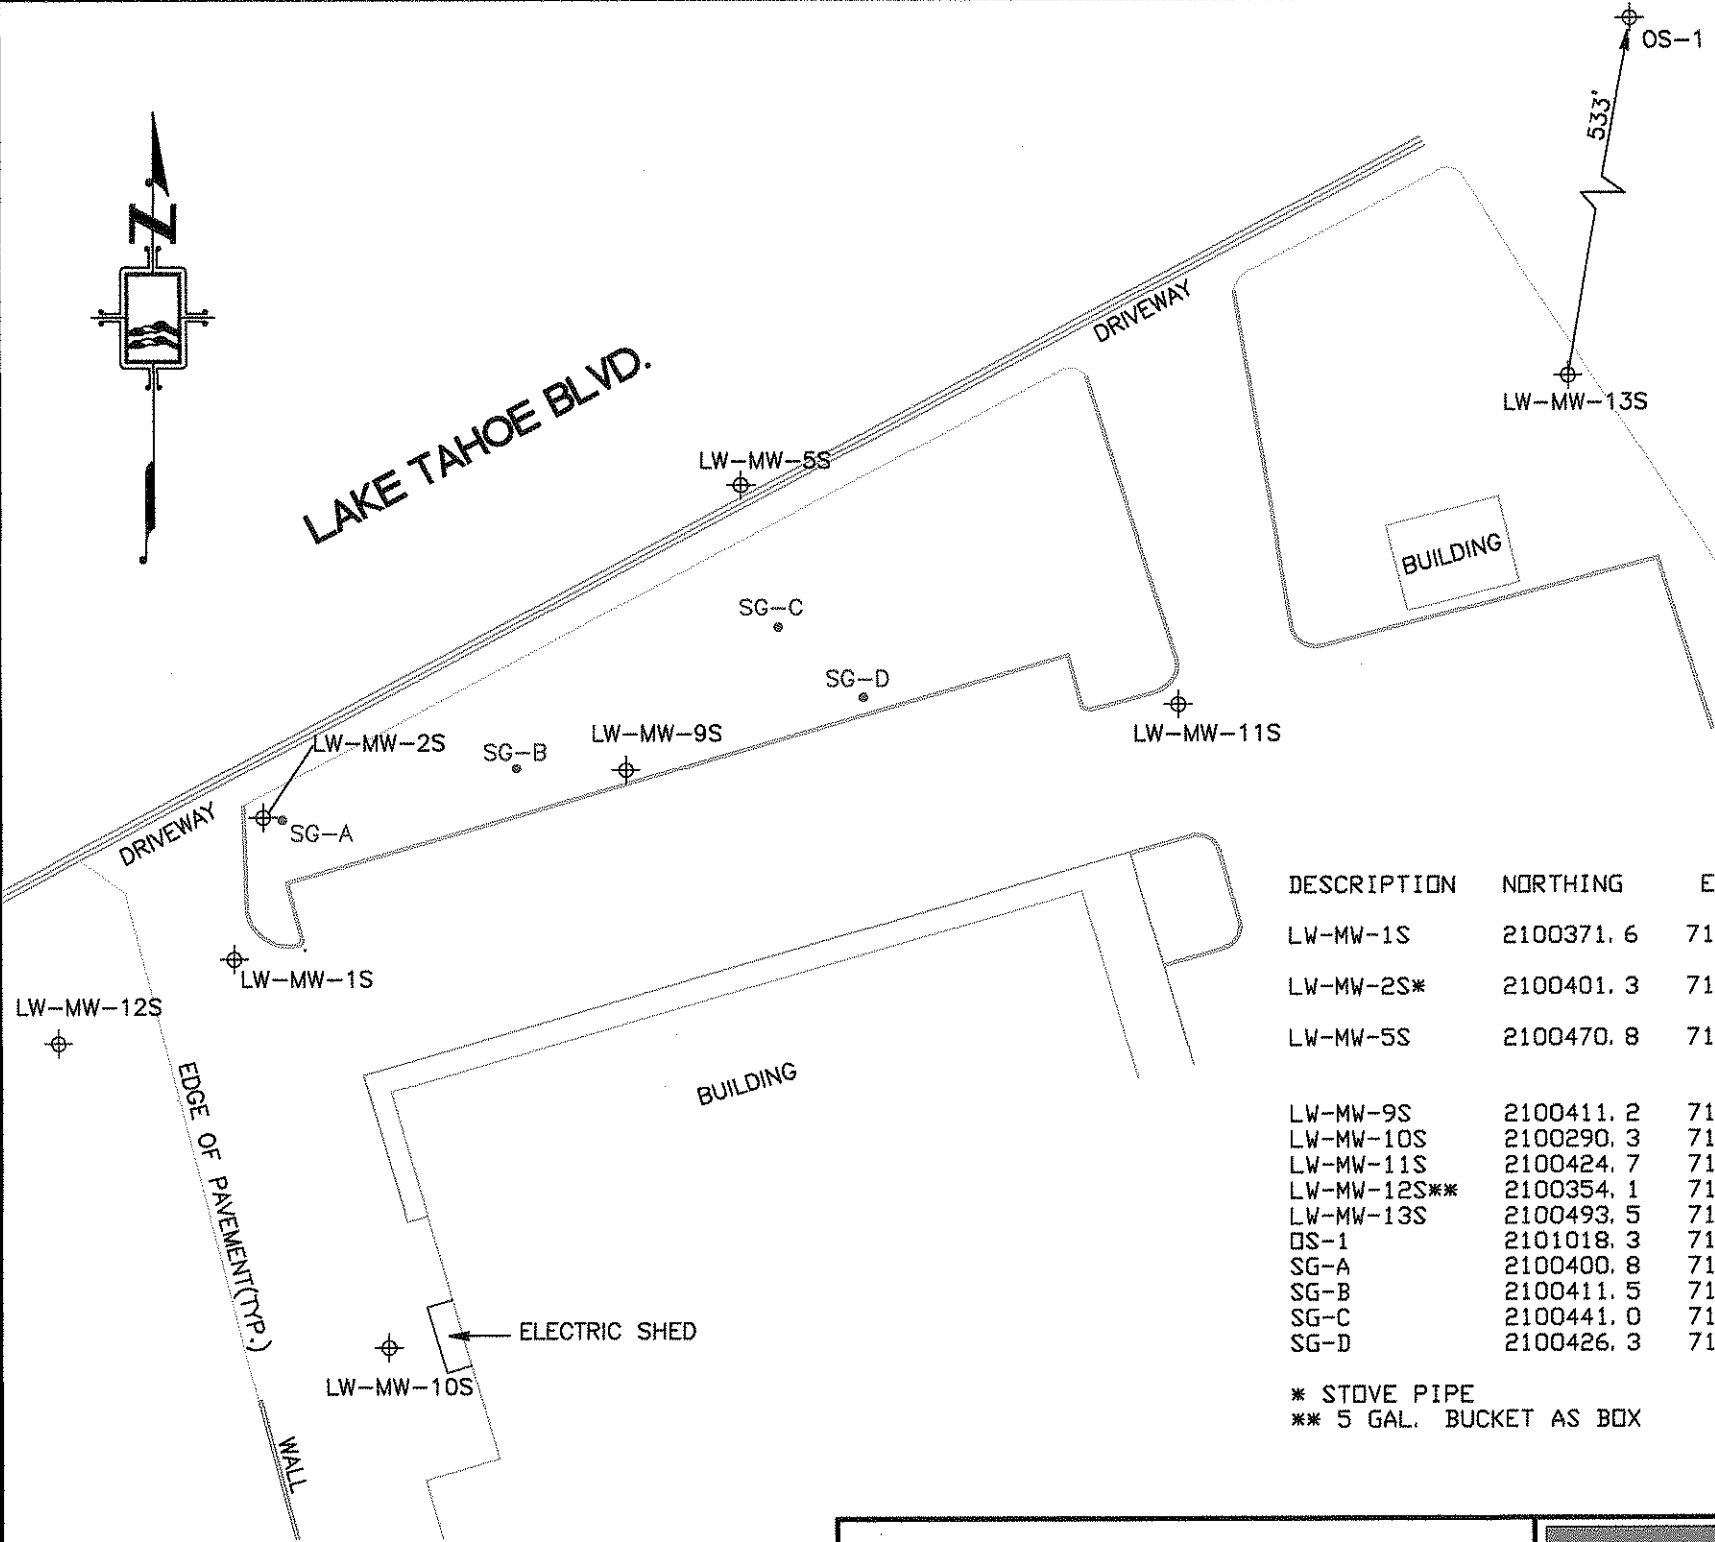 OS-1
533'
N
DRIVEWAY
LAKE TAHOE BLVD.
LW-MW-13S
LW-MW-5S
BUILDING
SG-C
SG-D
LW-MW-2S
SG-B
LW-MW-9S
LW-MW-11S
DRIVEWAY
SG-A
LW-MW-1S
LW-MW-12S
EDGE OF PAVEMENT(TYP.)
BUILDING
ELECTRIC SHED
LW-MW-10S
WALL
DESCRIPTION NORTHING E
LW-MW-1S 2100371.6 71
LW-MW-2S* 2100401.3 71
LW-MW-5S 2100470.8 71
LW-MW-9S 2100411.2 71
LW-MW-10S 2100290.3 71
LW-MW-11S 2100424.7 71
LW-MW-12S** 2100354.1 71
LW-MW-13S 2100493.5 71
OS-1 2101018.3 71
SG-A 2100400.8 71
SG-B 2100411.5 71
SG-C 2100441.0 71
SG-D 2100426.3 71
* STOVE PIPE
** 5 GAL. BUCKET AS BOX